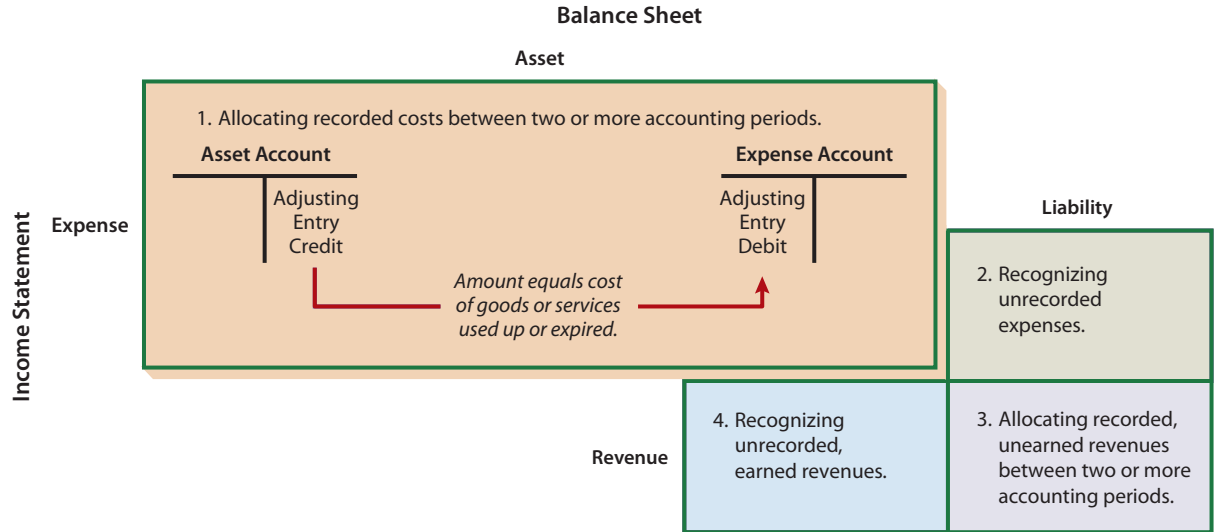 Balance Sheet
Asset
1. Allocating recorded costs between two or more accounting periods.
Asset Account
Expense Account
Adjusting
Entry
Credit
Adjusting
Entry
Debit
Amount equals cost
of goods or services
used up or expired.
Income Statement
Expense
Liability
2. Recognizing
unrecorded
expenses.
Revenue
4. Recognizing
unrecorded,
earned revenues.
3. Allocating recorded,
unearned revenues
between two or more
accounting periods.